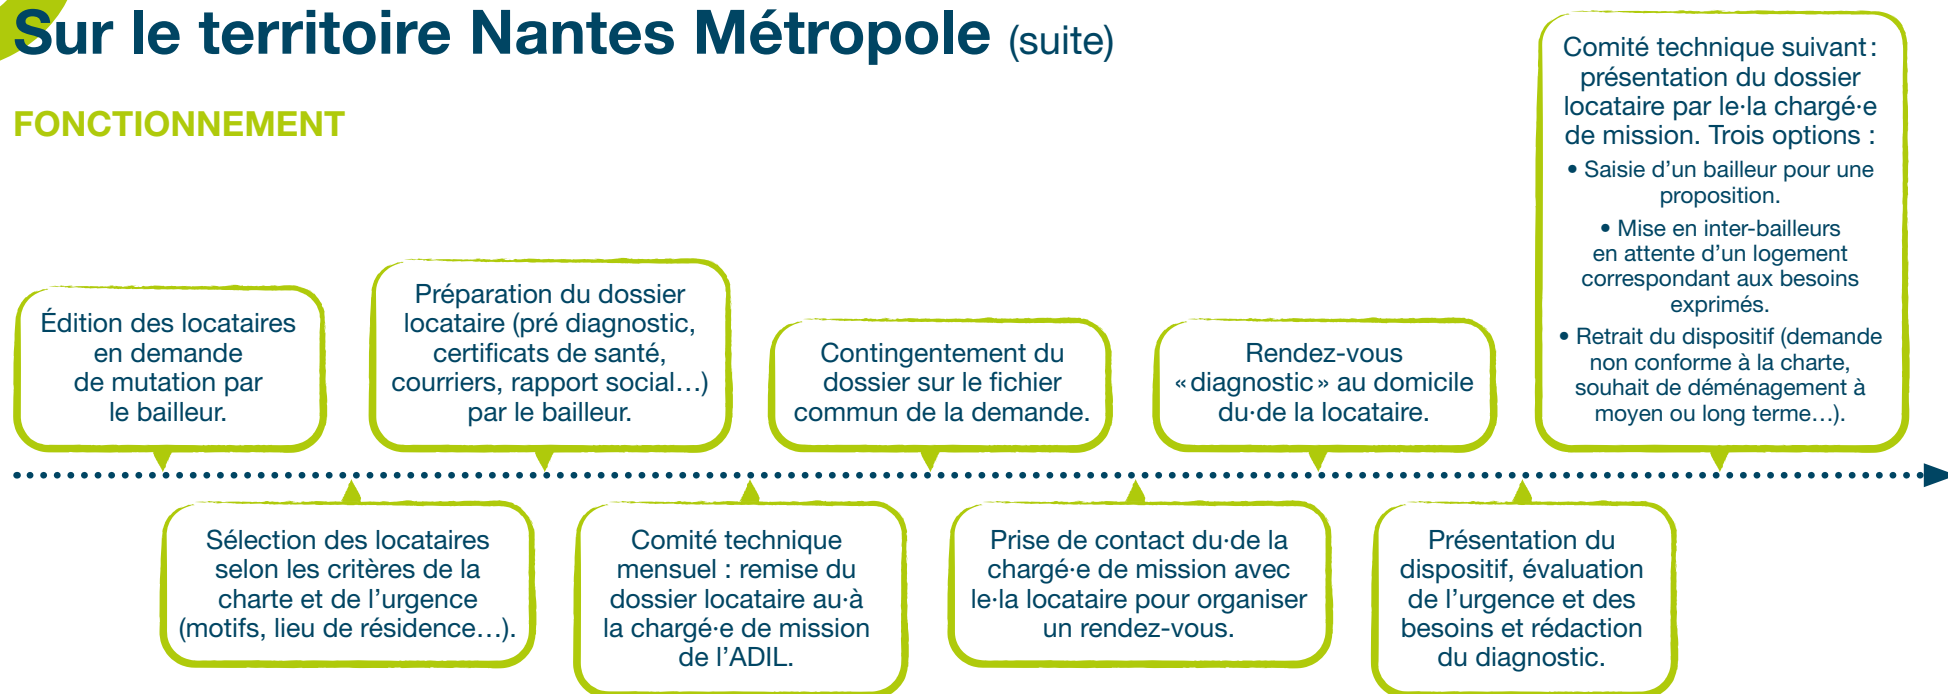 Sur le territoire Nantes Métropole (suite)
FONCTIONNEMENT
Édition des locataires
en demande
de mutation par
le bailleur.
Sélection des locataires
selon les critères de la
charte et de l’urgence
(motifs, lieu de résidence…).
Préparation du dossier
locataire (pré diagnostic,
certificats de santé,
courriers, rapport social…)
par le bailleur.
Comité technique
mensuel : remise du
dossier locataire au·à
la chargé·e de mission
de l’ADIL.
Contingentement du
dossier sur le fichier
commun de la demande.
Prise de contact du·de la
chargé·e de mission avec
le·la locataire pour organiser
un rendez-vous.
Rendez-vous
«diagnostic» au domicile
du·de la locataire.
Présentation du
dispositif, évaluation
de l’urgence et des
besoins et rédaction
du diagnostic.
Comité technique suivant :
présentation du dossier
locataire par le·la chargé·e
de mission. Trois options :
• Saisie d’un bailleur pour une
proposition.
• Mise en inter-bailleurs
en attente d’un logement
correspondant aux besoins
exprimés.
• Retrait du dispositif (demande
non conforme à la charte,
souhait de déménagement à
moyen ou long terme…).